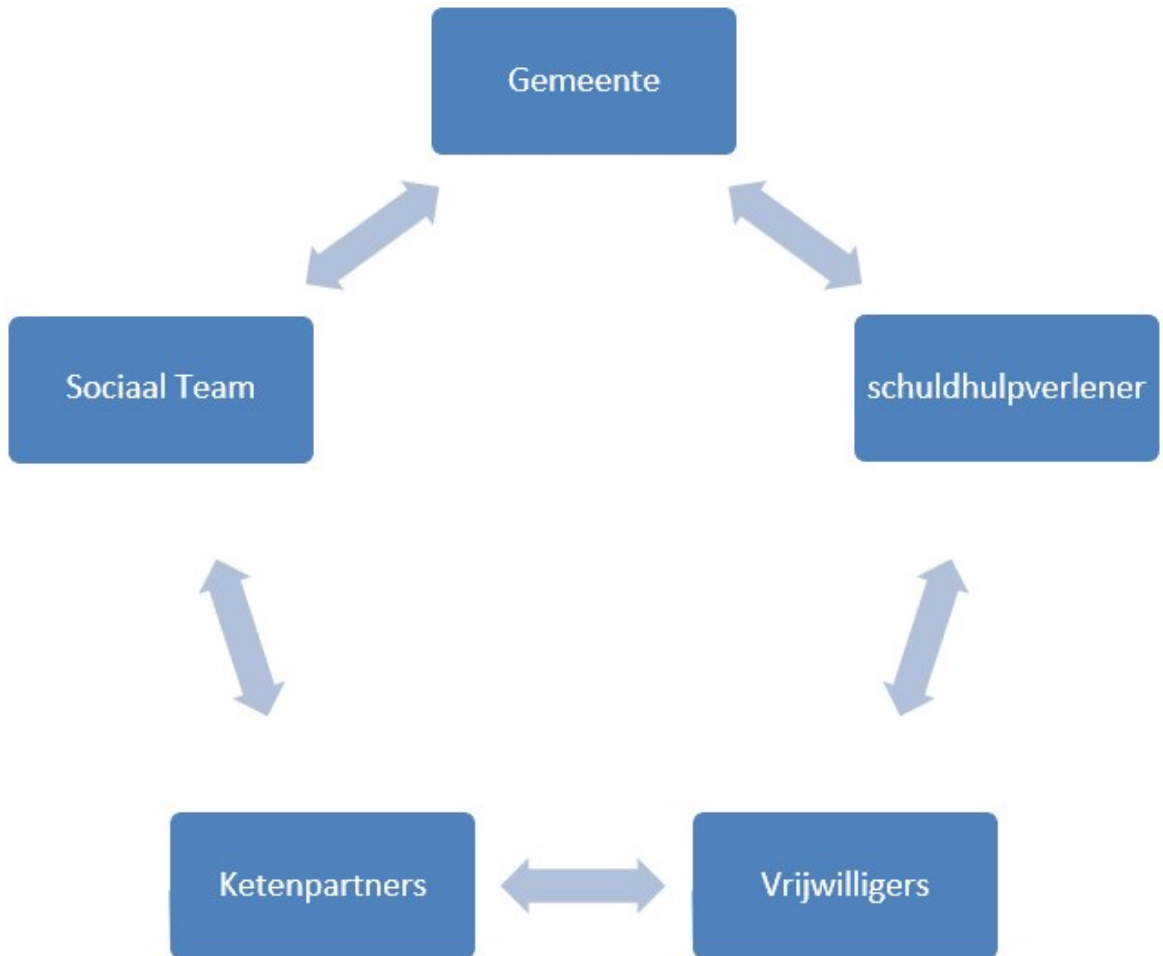 Gemeente
Sociaal Team
schuldhulpverlener
Ketenpartners
Vrijwilligers